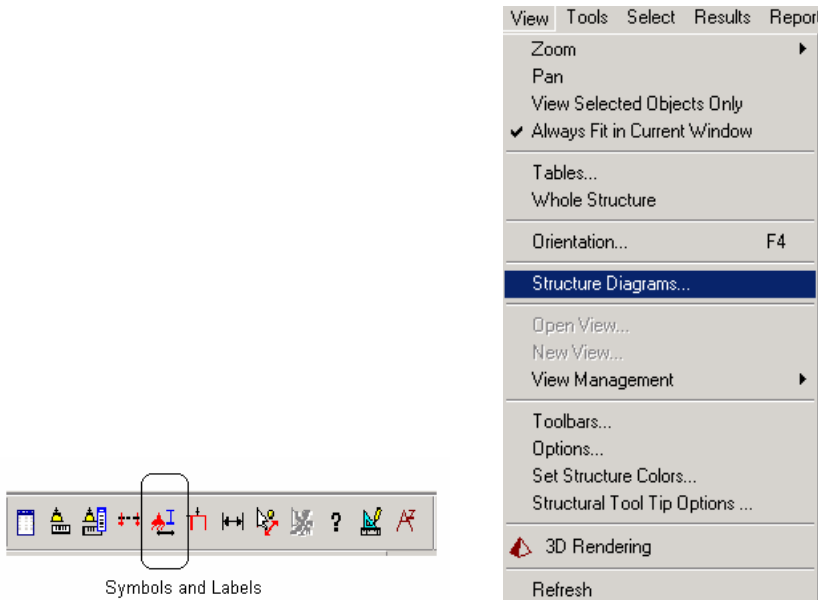 View Tools Select Results Report
Zoom
Pan
View Selected Objects Only
Always Fit in Current Window
Tables...
Whole Structure
Orientation... F4
Structure Diagrams...
Open View...
New View...
View Management
Toolbars...
Options...
Set Structure Colors...
Structural Tool Tip Options ...
3D Rendering
Refresh
?
Symbols and Labels